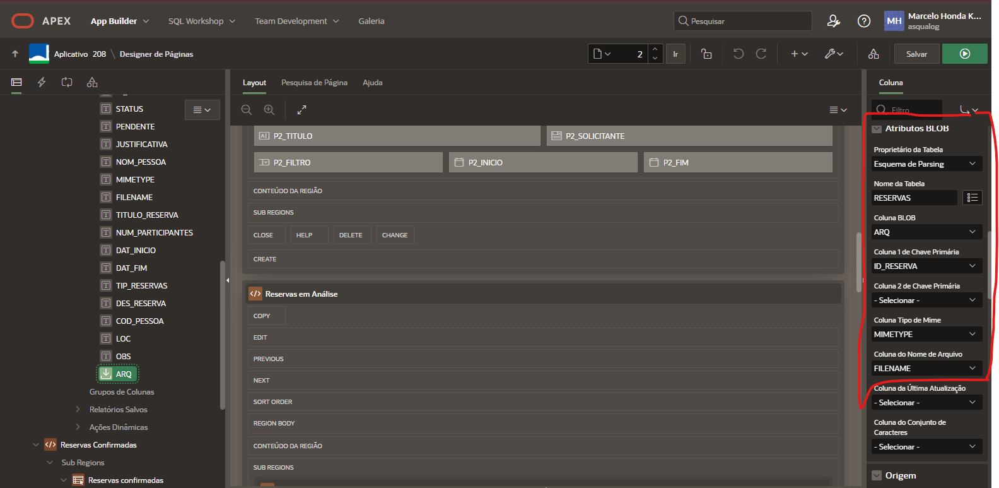 APEX
App Builder
SQL Workshop
Team Development
Galeria
Pesquisar
MH
Marcelo Honda K...
asqualog
Aplicativo 208 \ Designer de Páginas
2
Ir
Salvar
STATUS
PENDENTE
JUSTIFICATIVA
NOM_PESSOA
MIMETYPE
FILENAME
TITULO_RESERVA
NUM_PARTICIPANTES
DAT_INICIO
DAT_FIM
TIP_RESERVAS
DES_RESERVA
COD_PESSOA
LOC
OBS
ARQ
Grupos de Colunas
Relatórios Salvos
Ações Dinâmicas
Reservas Confirmadas
Sub Regions
Reservas confirmadas
Layout
Pesquisa de Página
Ajuda
P2_TITULO
P2_SOLICITANTE
P2_FILTRO
P2_INICIO
P2_FIM
CONTEÚDO DA REGIÃO
SUB REGIONS
CLOSE
HELP
DELETE
CHANGE
CREATE
Reservas em Análise
COPY
EDIT
PREVIOUS
NEXT
SORT ORDER
REGION BODY
CONTEÚDO DA REGIÃO
SUB REGIONS
Coluna
Filtro
Atributos BLOB
Proprietário da Tabela
Esquema de Parsing
Nome da Tabela
RESERVAS
Coluna BLOB
ARQ
Coluna 1 de Chave Primária
ID_RESERVA
Coluna 2 de Chave Primária
- Selecionar -
Coluna Tipo de Mime
MIMETYPE
Coluna do Nome de Arquivo
FILENAME
Coluna da Última Atualização
- Selecionar -
Coluna do Conjunto de
Caracteres
- Selecionar -
Origem